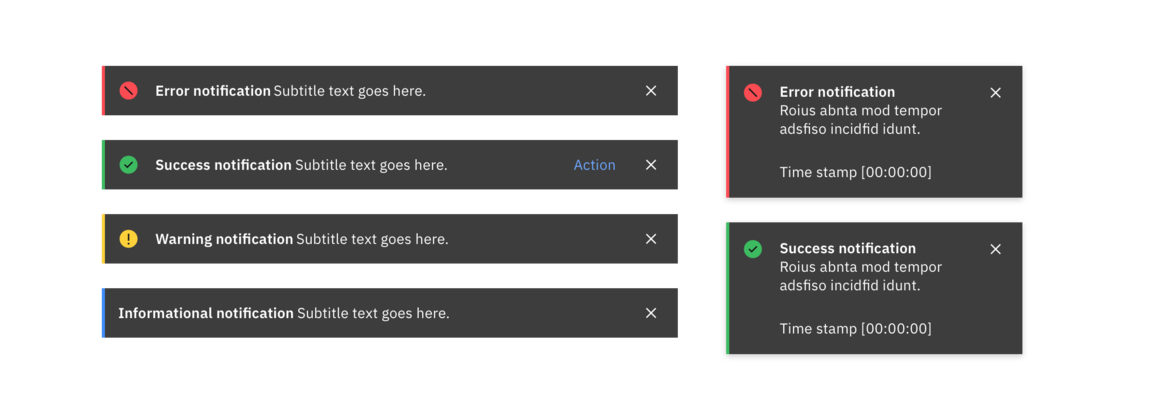 Error notification Subtitle text goes here.
Success notification Subtitle text goes here.
Action
Warning notification Subtitle text goes here.
Informational notification Subtitle text goes here.
Error notification
Roius abnta mod tempor
adsfiso incidfid idunt.
Time stamp [00:00:00]
Success notification
Roius abnta mod tempor
adsfiso incidfid idunt.
Time stamp [00:00:00]